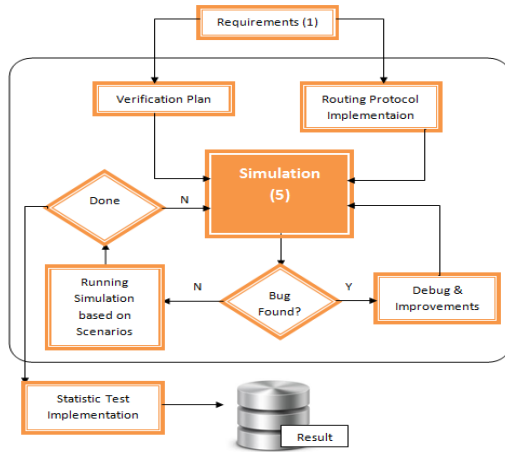 Requirements (1)
Verification Plan
Routing Protocol
Implementaion
Simulation
(5)
Done
N
Running
Simulation
based on
Scenarios
N
Bug
Found?
Y
Debug &
Improvements
Statistic Test
Implementation
Result